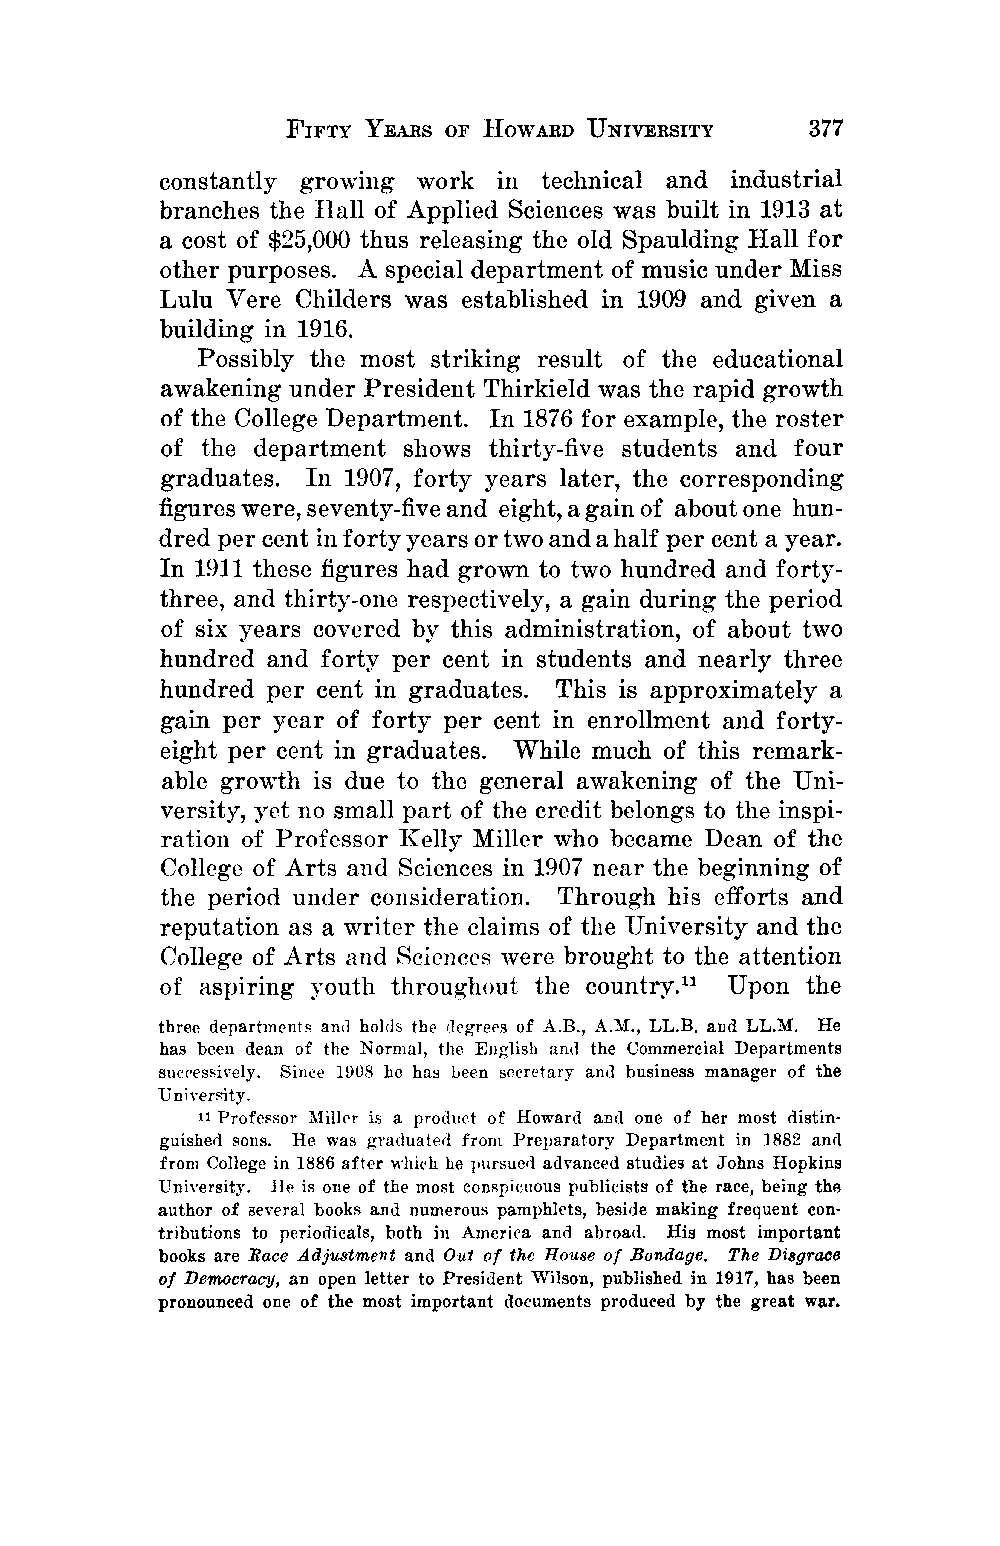 FIFTY YEARS OF HOWARD UNIVERSITY 377
constantly growing work in technical and industrial
branches the Hall of Applied Sciences was built in 1913 at
a cost of $25,000 thus releasing the old Spaulding Hall for
other purposes. A special department of music under Miss
Lulu Vere Childers was established in 1909 and given a
building in 1916.
Possibly the most striking result of the educational
awakening under President Thirkield was the rapid growth
of the College Department. In 1876 for example, the roster
of the department shows thirty-five students and four
graduates. In 1907, forty years later, the corresponding
figures were, seventy-five and eight, a gain of about one hun-
dred per cent in forty years or two and a half per cent a year.
In 1911 these figures had grown to two hundred and forty-
three, and thirty-one respectively, a gain during the period
of six years covered by this administration, of about two
hundred and forty per cent in students and nearly three
hundred per cent in graduates. This is approximately a
gain per year of forty per cent in enrollment and forty-
eight per cent in graduates. While much of this remark-
able growth is due to the general awakening of the Uni-
versity, yet no small part of the credit belongs to the inspi-
ration of Professor Kelly Miller who became Dean of the
College of Arts and Sciences in 1907 near the beginning of
the period under consideration. Through his efforts and
reputation as a writer the claims of the University and the
College of Arts and Sciences were brought to the attention
of aspiring youth throughout the country.¹¹ Upon the
three departments and holds the degrees of A.B., A.M., LL.B. and LL.M. He
has been dean of the Normal, the English and the Commercial Departments
successively. Since 1908 he has been secretary and business manager of the
University.
¹¹ Professor Miller is a product of Howard and one of her most distin-
guished sons. He was graduated from Preparatory Department in 1882 and
from College in 1886 after which he pursued advanced studies at Johns Hopkins
University. He is one of the most conspicuous publicists of the race, being the
author of several books and numerous pamphlets, beside making frequent con-
tributions to periodicals, both in America and abroad. His most important
books are Race Adjustment and Out of the House of Bondage. The Disgrace
of Democracy, an open letter to President Wilson, published in 1917, has been
pronounced one of the most important documents produced by the great war.